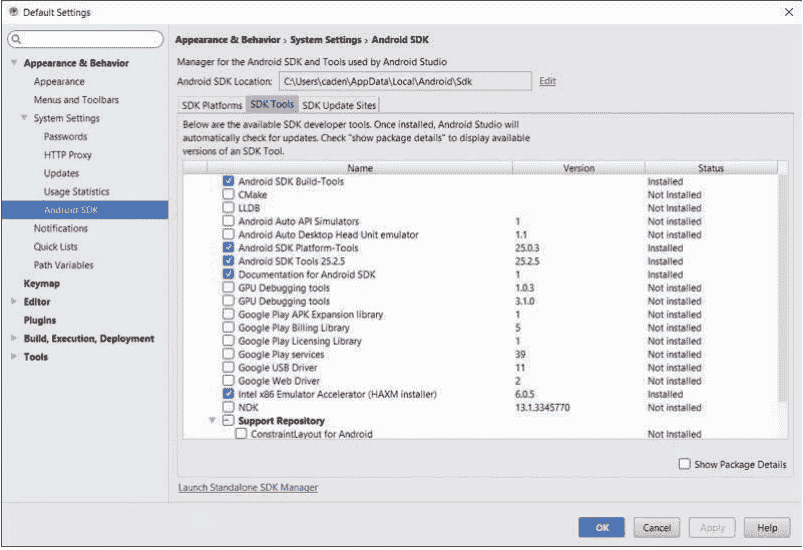 Default Settings
Appearance & Behavior
Appearance
Menus and Toolbars
System Settings
Passwords
HTTP Proxy
Updates
Usage Statistics
Android SDK
Notifications
Quick Lists
Path Variables
Keymap
Editor
Plugins
Build, Execution, Deployment
Tools
Appearance & Behavior › System Settings › Android SDK
Manager for the Android SDK and Tools used by Android Studio
Android SDK Location: C:\Users\caden\AppData\Local\Android\Sdk Edit
SDK Platforms SDK Tools SDK Update Sites
Below are the available SDK developer tools. Once installed, Android Studio will
automatically check for updates. Check "show package details" to display available
versions of an SDK Tool.
Name Version Status
Android SDK Build-Tools Installed
CMake Not Installed
LLDB Not Installed
Android Auto API Simulators 1 Not installed
Android Auto Desktop Head Unit emulator 1.1 Not installed
Android SDK Platform-Tools 25.0.3 Installed
Android SDK Tools 25.2.5 25.2.5 Installed
Documentation for Android SDK 1 Installed
GPU Debugging tools 1.0.3 Not installed
GPU Debugging tools 3.1.0 Not installed
Google Play APK Expansion library 1 Not installed
Google Play Billing Library 5 Not installed
Google Play Licensing Library 1 Not installed
Google Play services 39 Not installed
Google USB Driver 11 Not installed
Google Web Driver 2 Not installed
Intel x86 Emulator Accelerator (HAXM installer) 6.0.5 Installed
NDK 13.1.3345770 Not installed
Support Repository
ConstraintLayout for Android Not Installed
Show Package Details
Launch Standalone SDK Manager
OK Cancel Apply Help